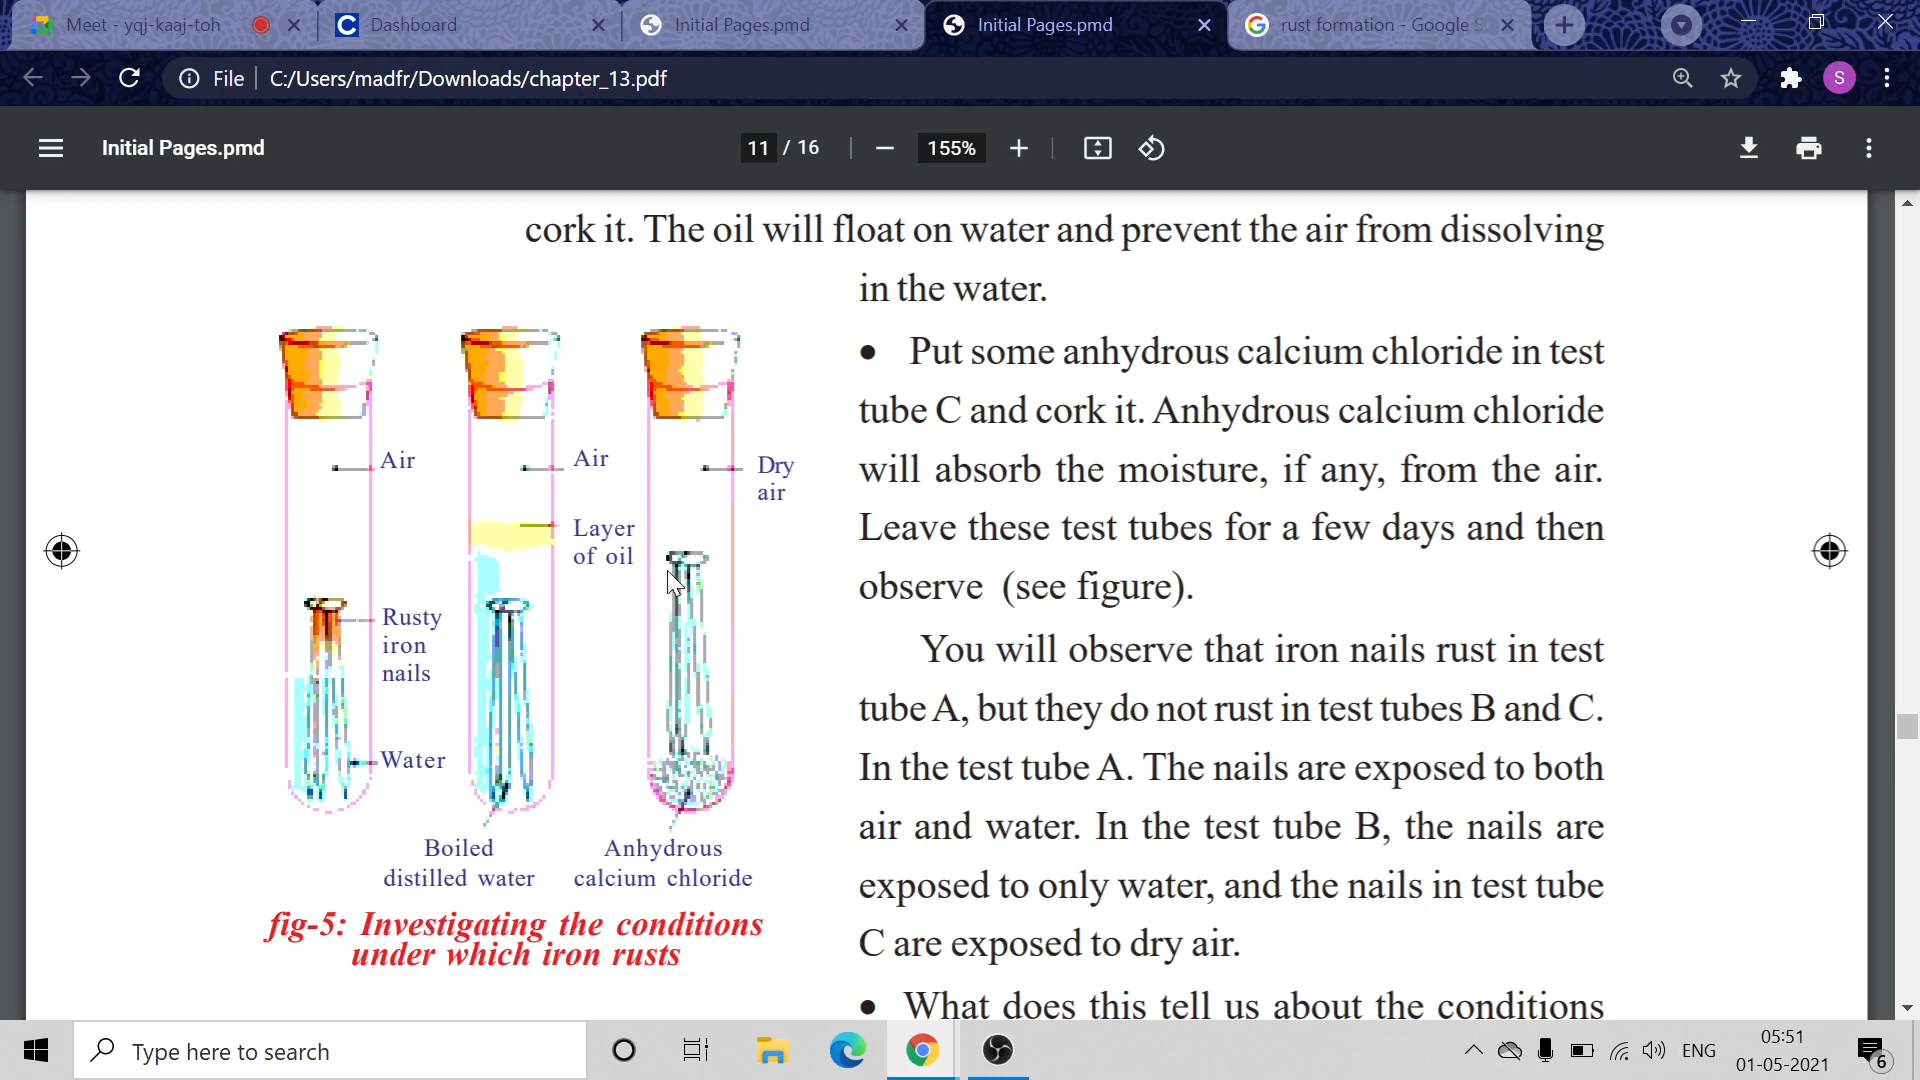 Meet - yqj-kaaj-toh
Dashboard
Initial Pages.pmd
Initial Pages.pmd
rust formation - Google S
File
C:/Users/madfr/Downloads/chapter_13.pdf
S
Initial Pages.pmd
11 / 16
155%
cork it. The oil will float on water and prevent the air from dissolving
in the water.
• Put some anhydrous calcium chloride in test
tube C and cork it. Anhydrous calcium chloride
will absorb the moisture, if any, from the air.
Leave these test tubes for a few days and then
observe (see figure).
You will observe that iron nails rust in test
tube A, but they do not rust in test tubes B and C.
In the test tube A. The nails are exposed to both
air and water. In the test tube B, the nails are
exposed to only water, and the nails in test tube
C are exposed to dry air.
• What does this tell us about the conditions
Air
Air
Dry
air
Layer
of oil
Rusty
iron
nails
Water
Boiled
distilled water
Anhydrous
calcium chloride
fig-5: Investigating the conditions
under which iron rusts
Type here to search
ENG
05:51
01-05-2021
6